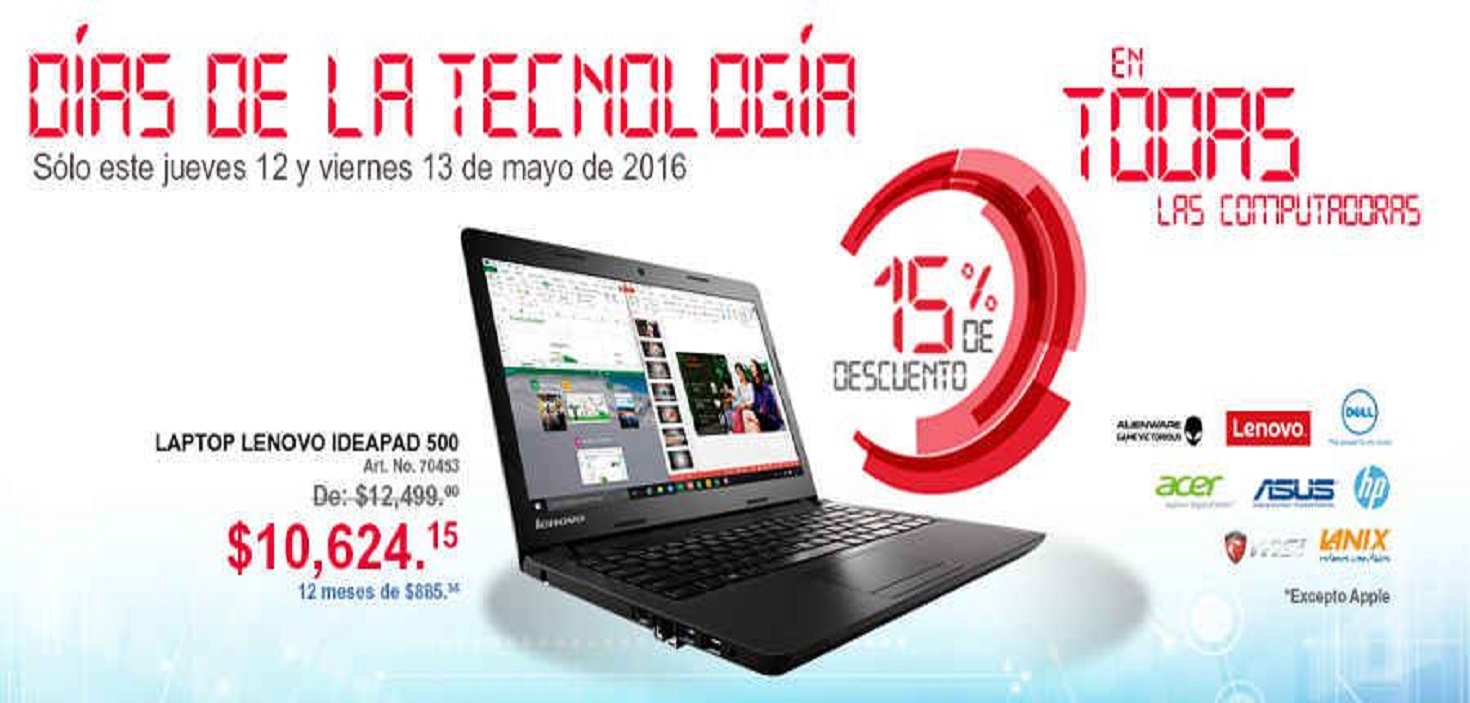 DÍAS DE LA TECNOLOGÍA
Sólo este jueves 12 y viernes 13 de mayo de 2016
EN
TODAS
LAS COMPUTADORAS
15%
DE
DESCUENTO
LAPTOP LENOVO IDEAPAD 500
Art. No. 70453
De: $12,499.00
$10,624.15
12 meses de $885.
lenovo
ALIENWARE
GAME VICTORIOUS
Lenovo
DELL
acer
ASUS
hp
msi
LANIX
*Excepto Apple